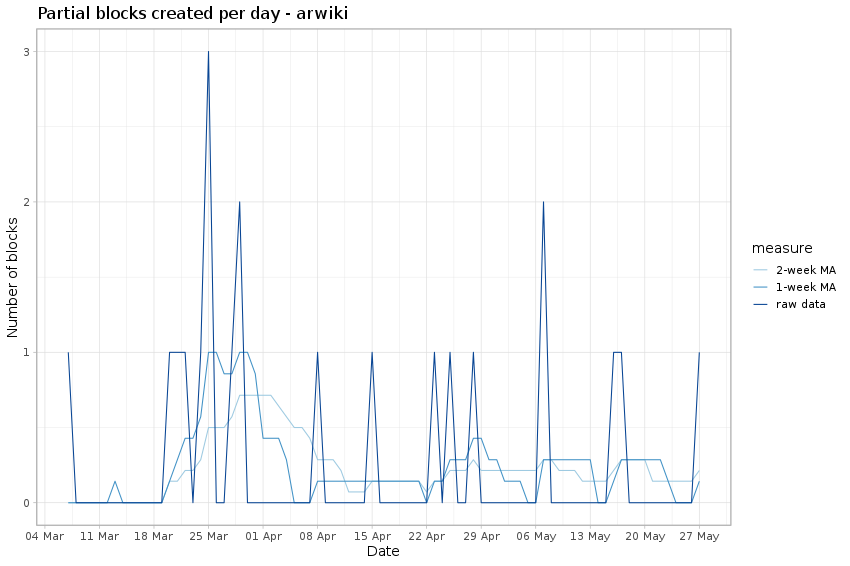 Partial blocks created per day - arwiki
Number of blocks
3
2
1
0
04 Mar 11 Mar 18 Mar 25 Mar 01 Apr 08 Apr 15 Apr 22 Apr 29 Apr 06 May 13 May 20 May 27 May
Date
measure
2-week MA
1-week MA
raw data